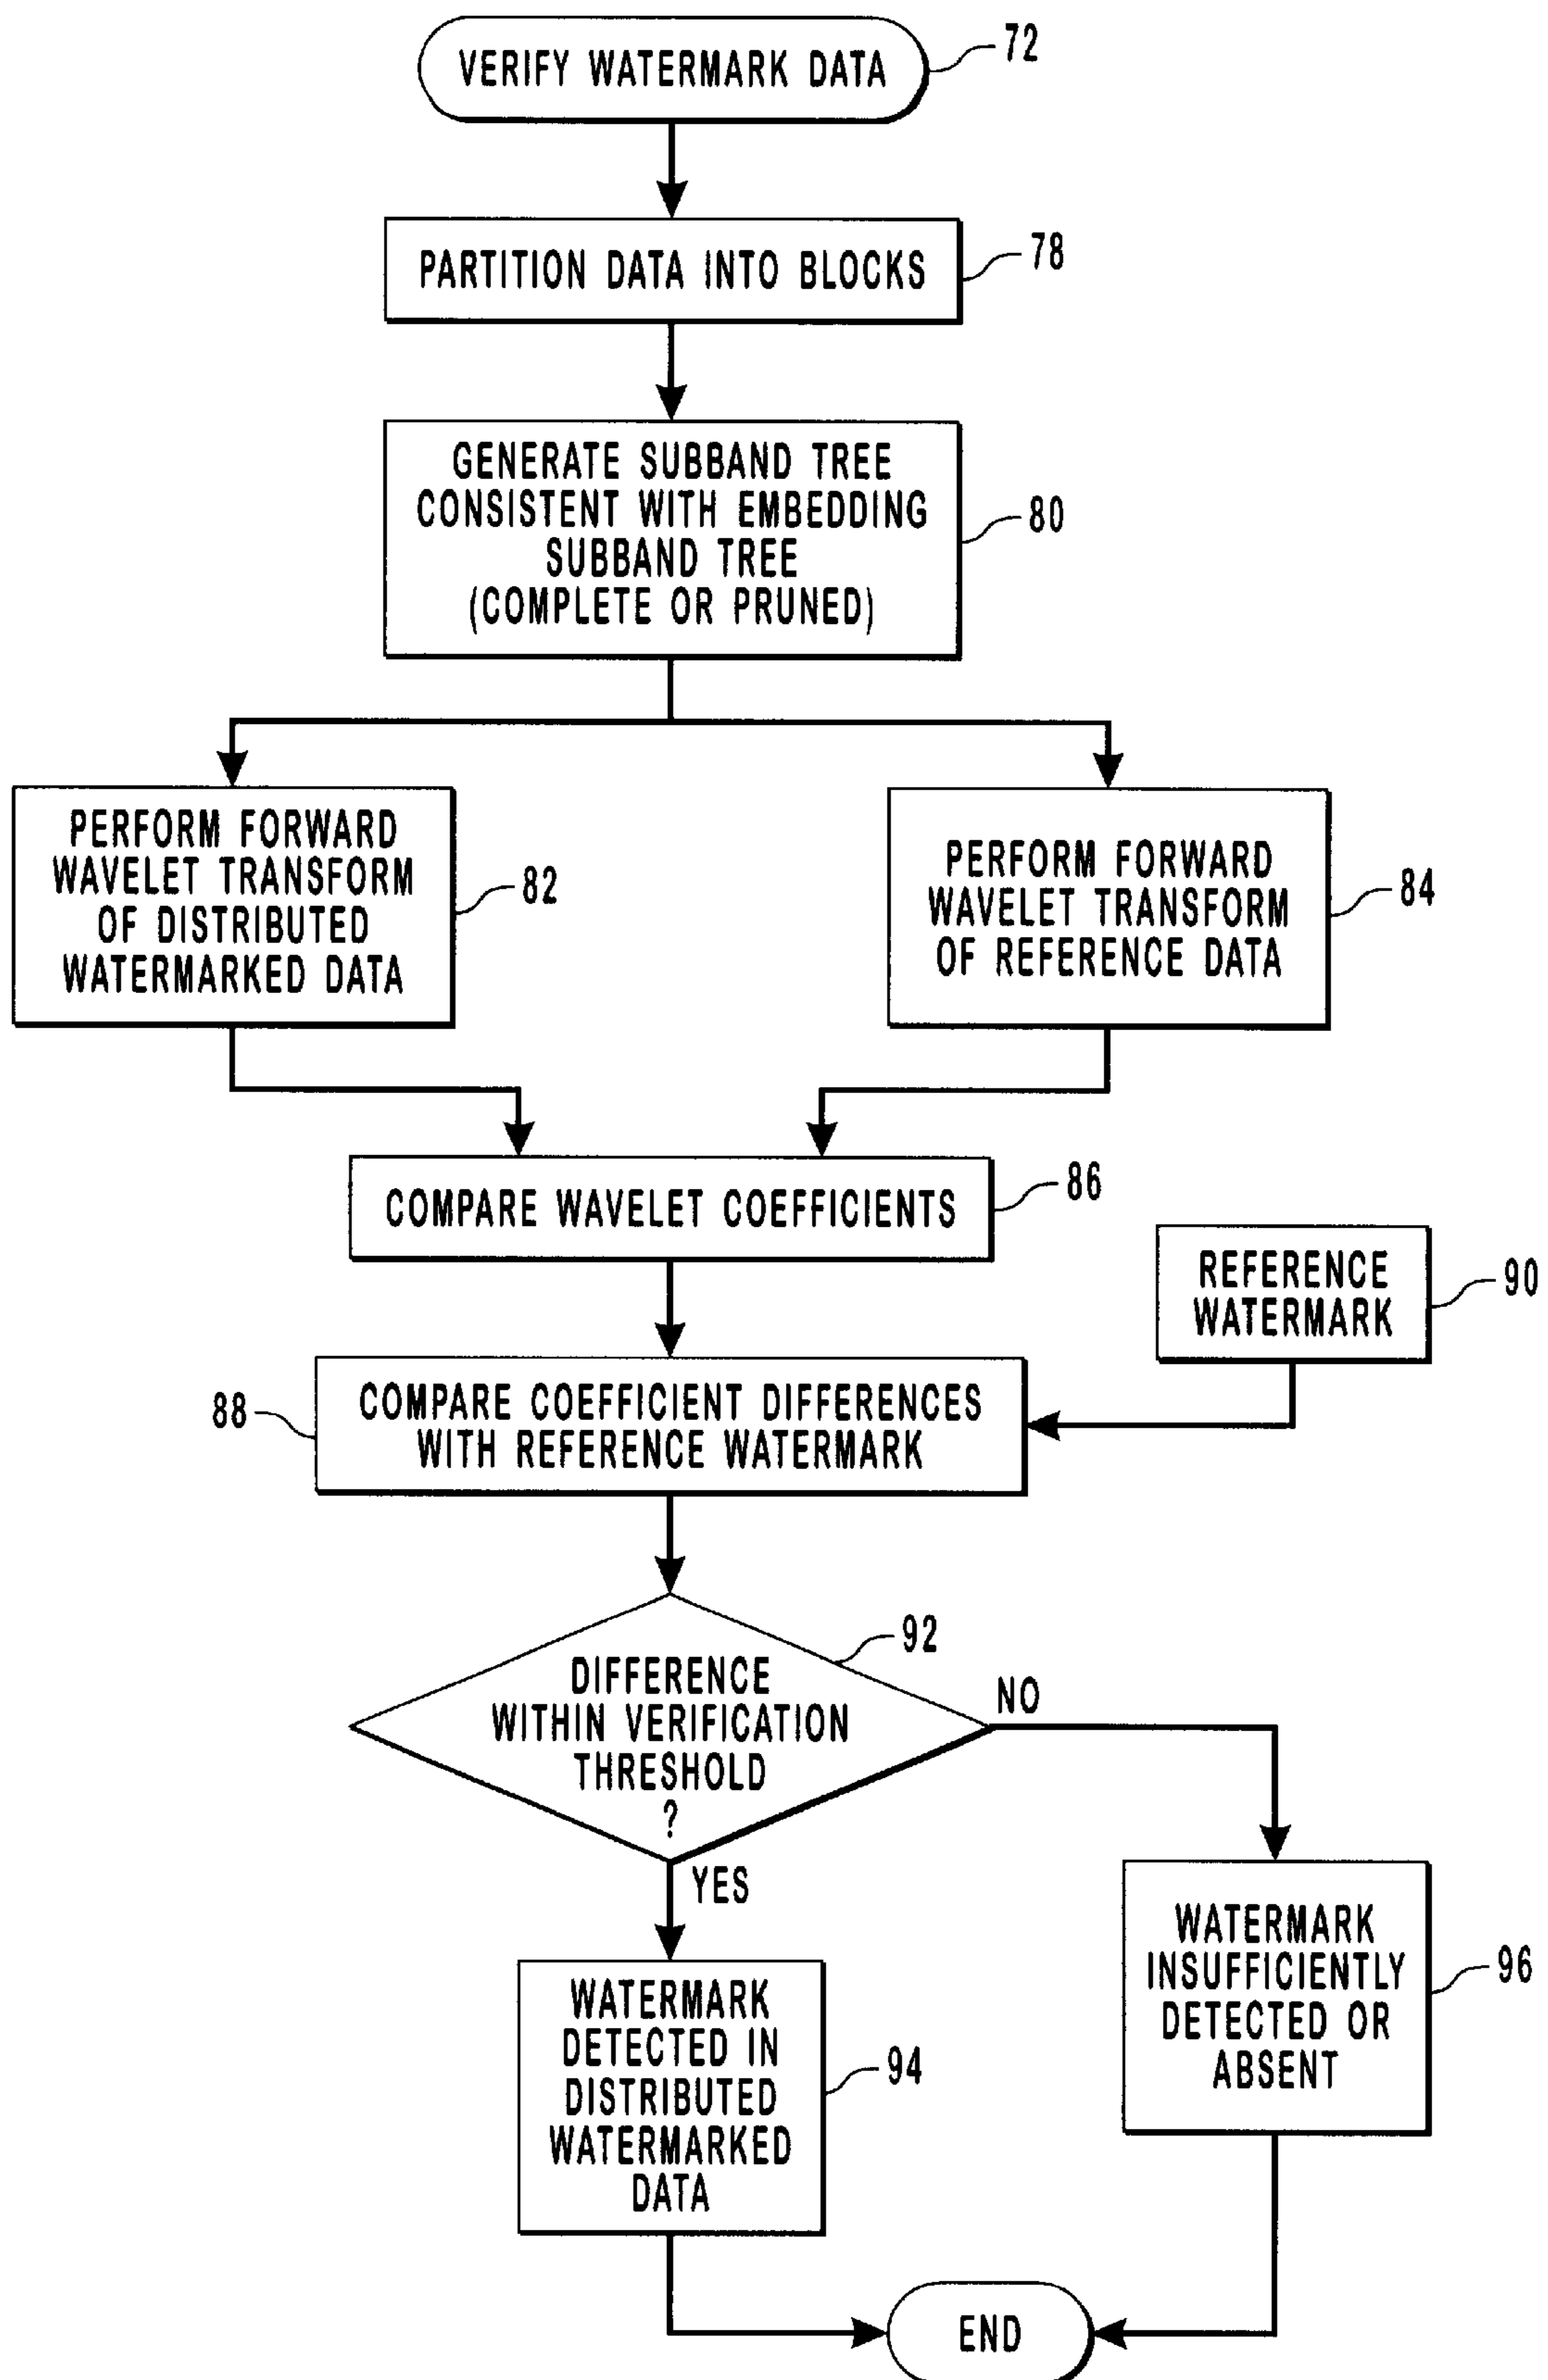 VERIFY WATERMARK DATA
72
PARTITION DATA INTO BLOCKS
78
GENERATE SUBBAND TREE
CONSISTENT WITH EMBEDDING
SUBBAND TREE
(COMPLETE OR PRUNED)
80
PERFORM FORWARD
WAVELET TRANSFORM
OF DISTRIBUTED
WATERMARKED DATA
82
PERFORM FORWARD
WAVELET TRANSFORM
OF REFERENCE DATA
84
COMPARE WAVELET COEFFICIENTS
86
REFERENCE
WATERMARK
90
88
COMPARE COEFFICIENT DIFFERENCES
WITH REFERENCE WATERMARK
92
DIFFERENCE
WITHIN VERIFICATION
THRESHOLD
?
NO
YES
WATERMARK
DETECTED IN
DISTRIBUTED
WATERMARKED
DATA
94
WATERMARK
INSUFFICIENTLY
DETECTED OR
ABSENT
96
END